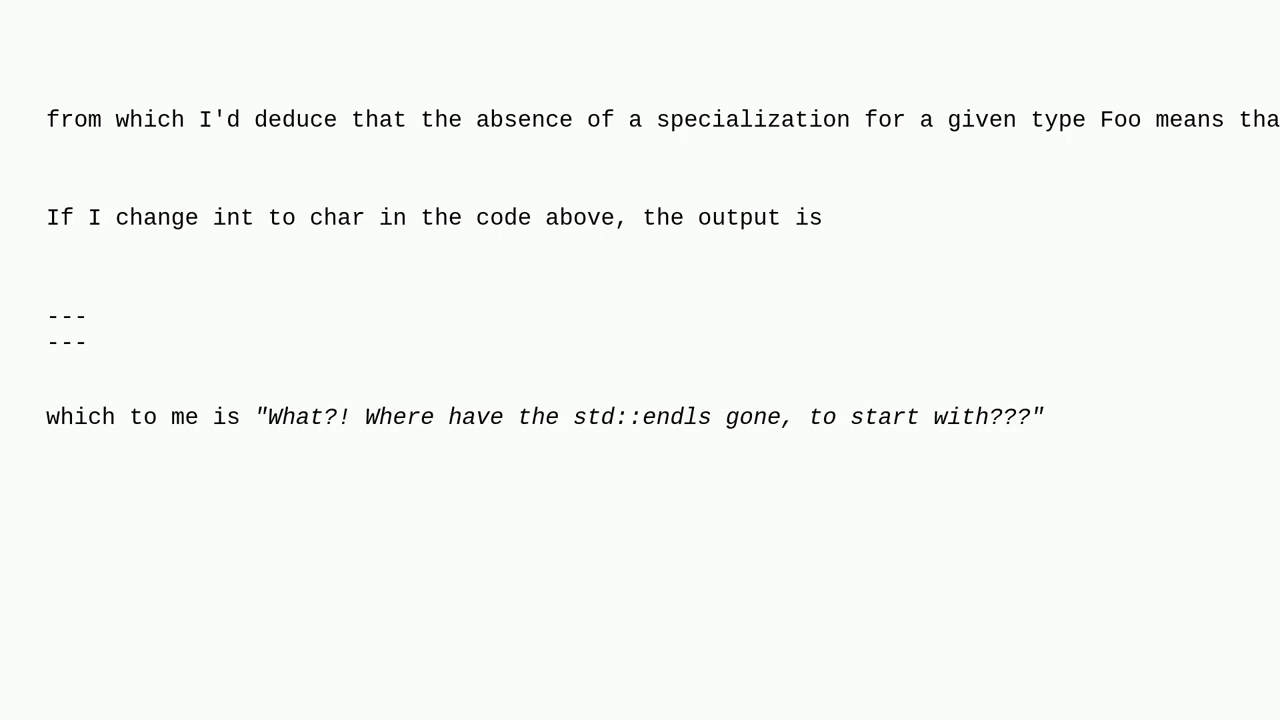 from which I'd deduce that the absence of a specialization for a given type Foo means tha
If I change int to char in the code above, the output is
---
---
which to me is "What?! Where have the std::endls gone, to start with???"